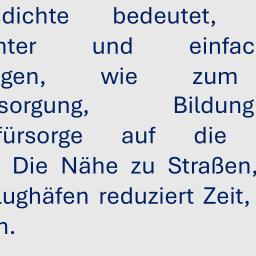 dichte bedeutet,
nter und einfac
gen, wie zum
sorgung, Bildung
fürsorge auf die
Die Nähe zu Straßen,
lughäfen reduziert Zeit,
n.